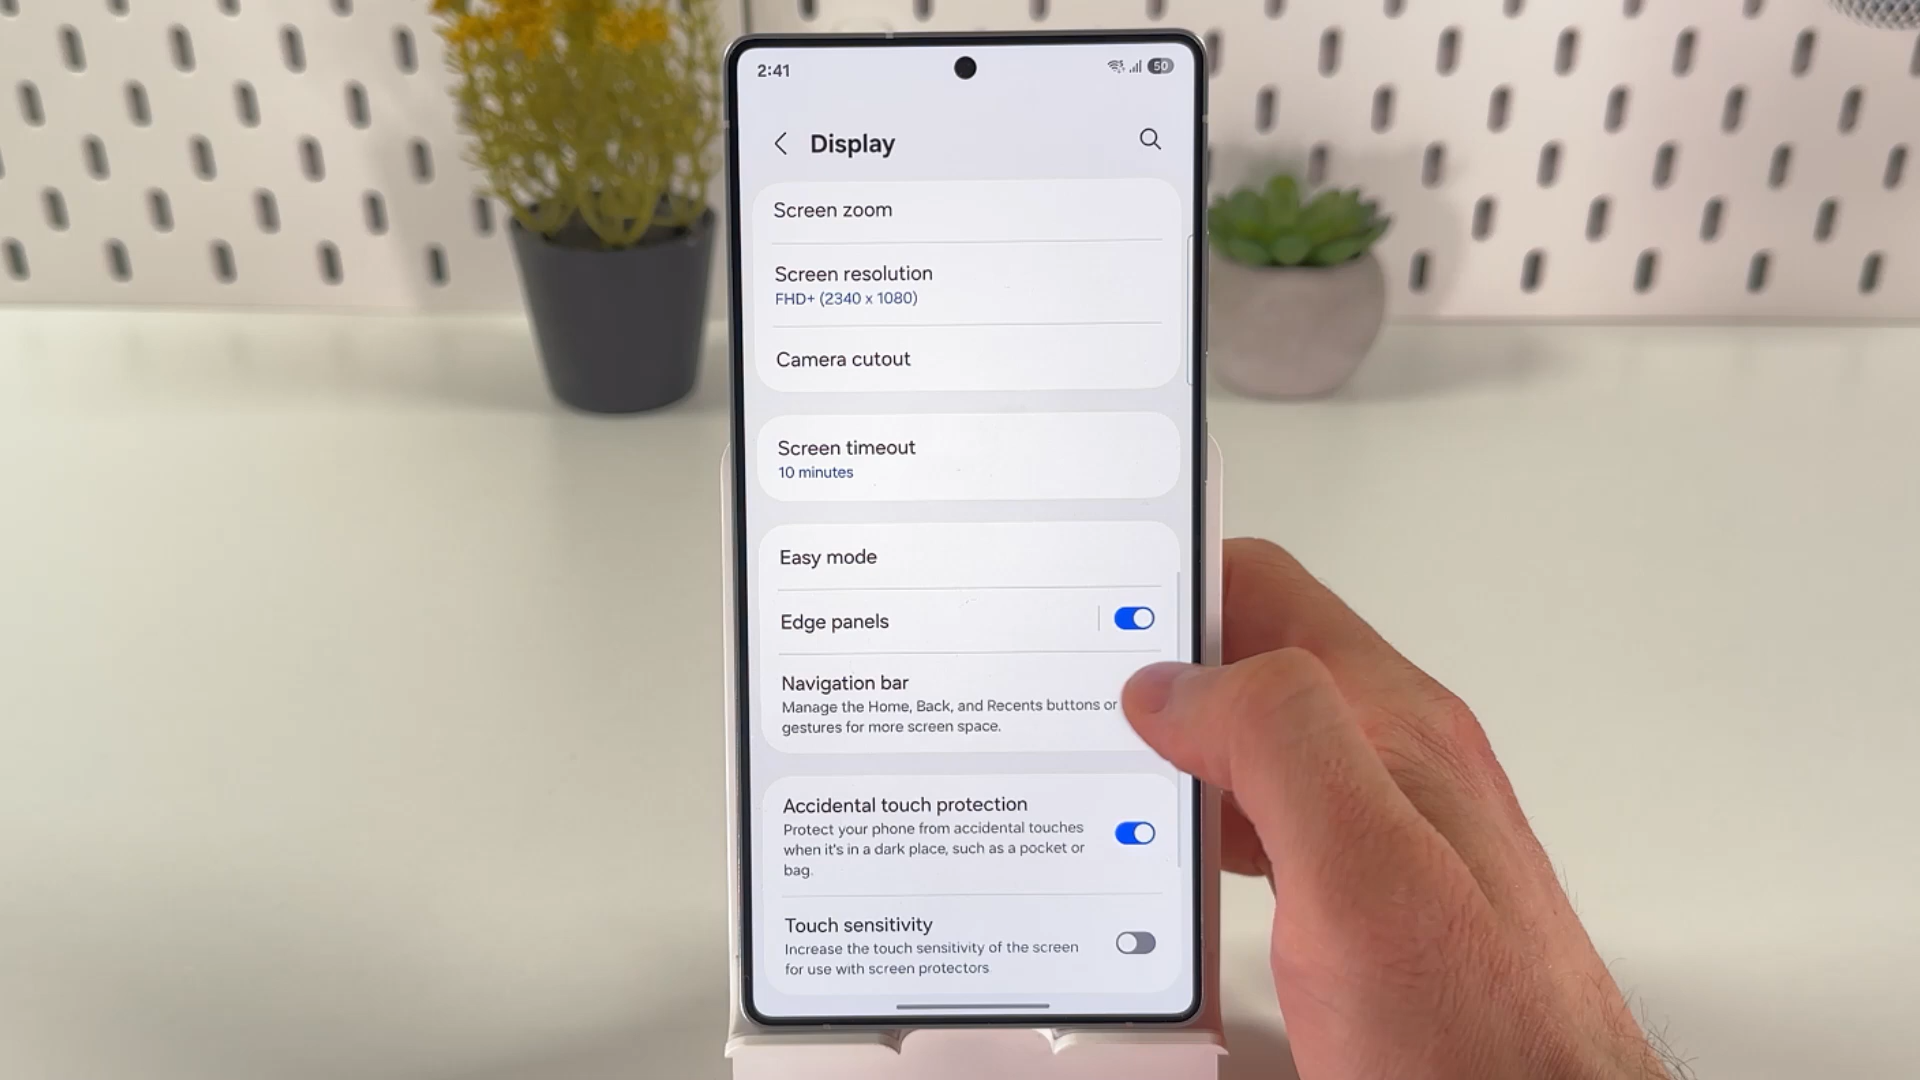 2:41
50
Display
Screen zoom
Screen resolution
FHD+ (2340 x 1080)
Camera cutout
Screen timeout
10 minutes
Easy mode
Edge panels
Navigation bar
Manage the Home, Back, and Recents buttons or
gestures for more screen space.
Accidental touch protection
Protect your phone from accidental touches
when it's in a dark place, such as a pocket or
bag.
Touch sensitivity
Increase the touch sensitivity of the screen
for use with screen protectors